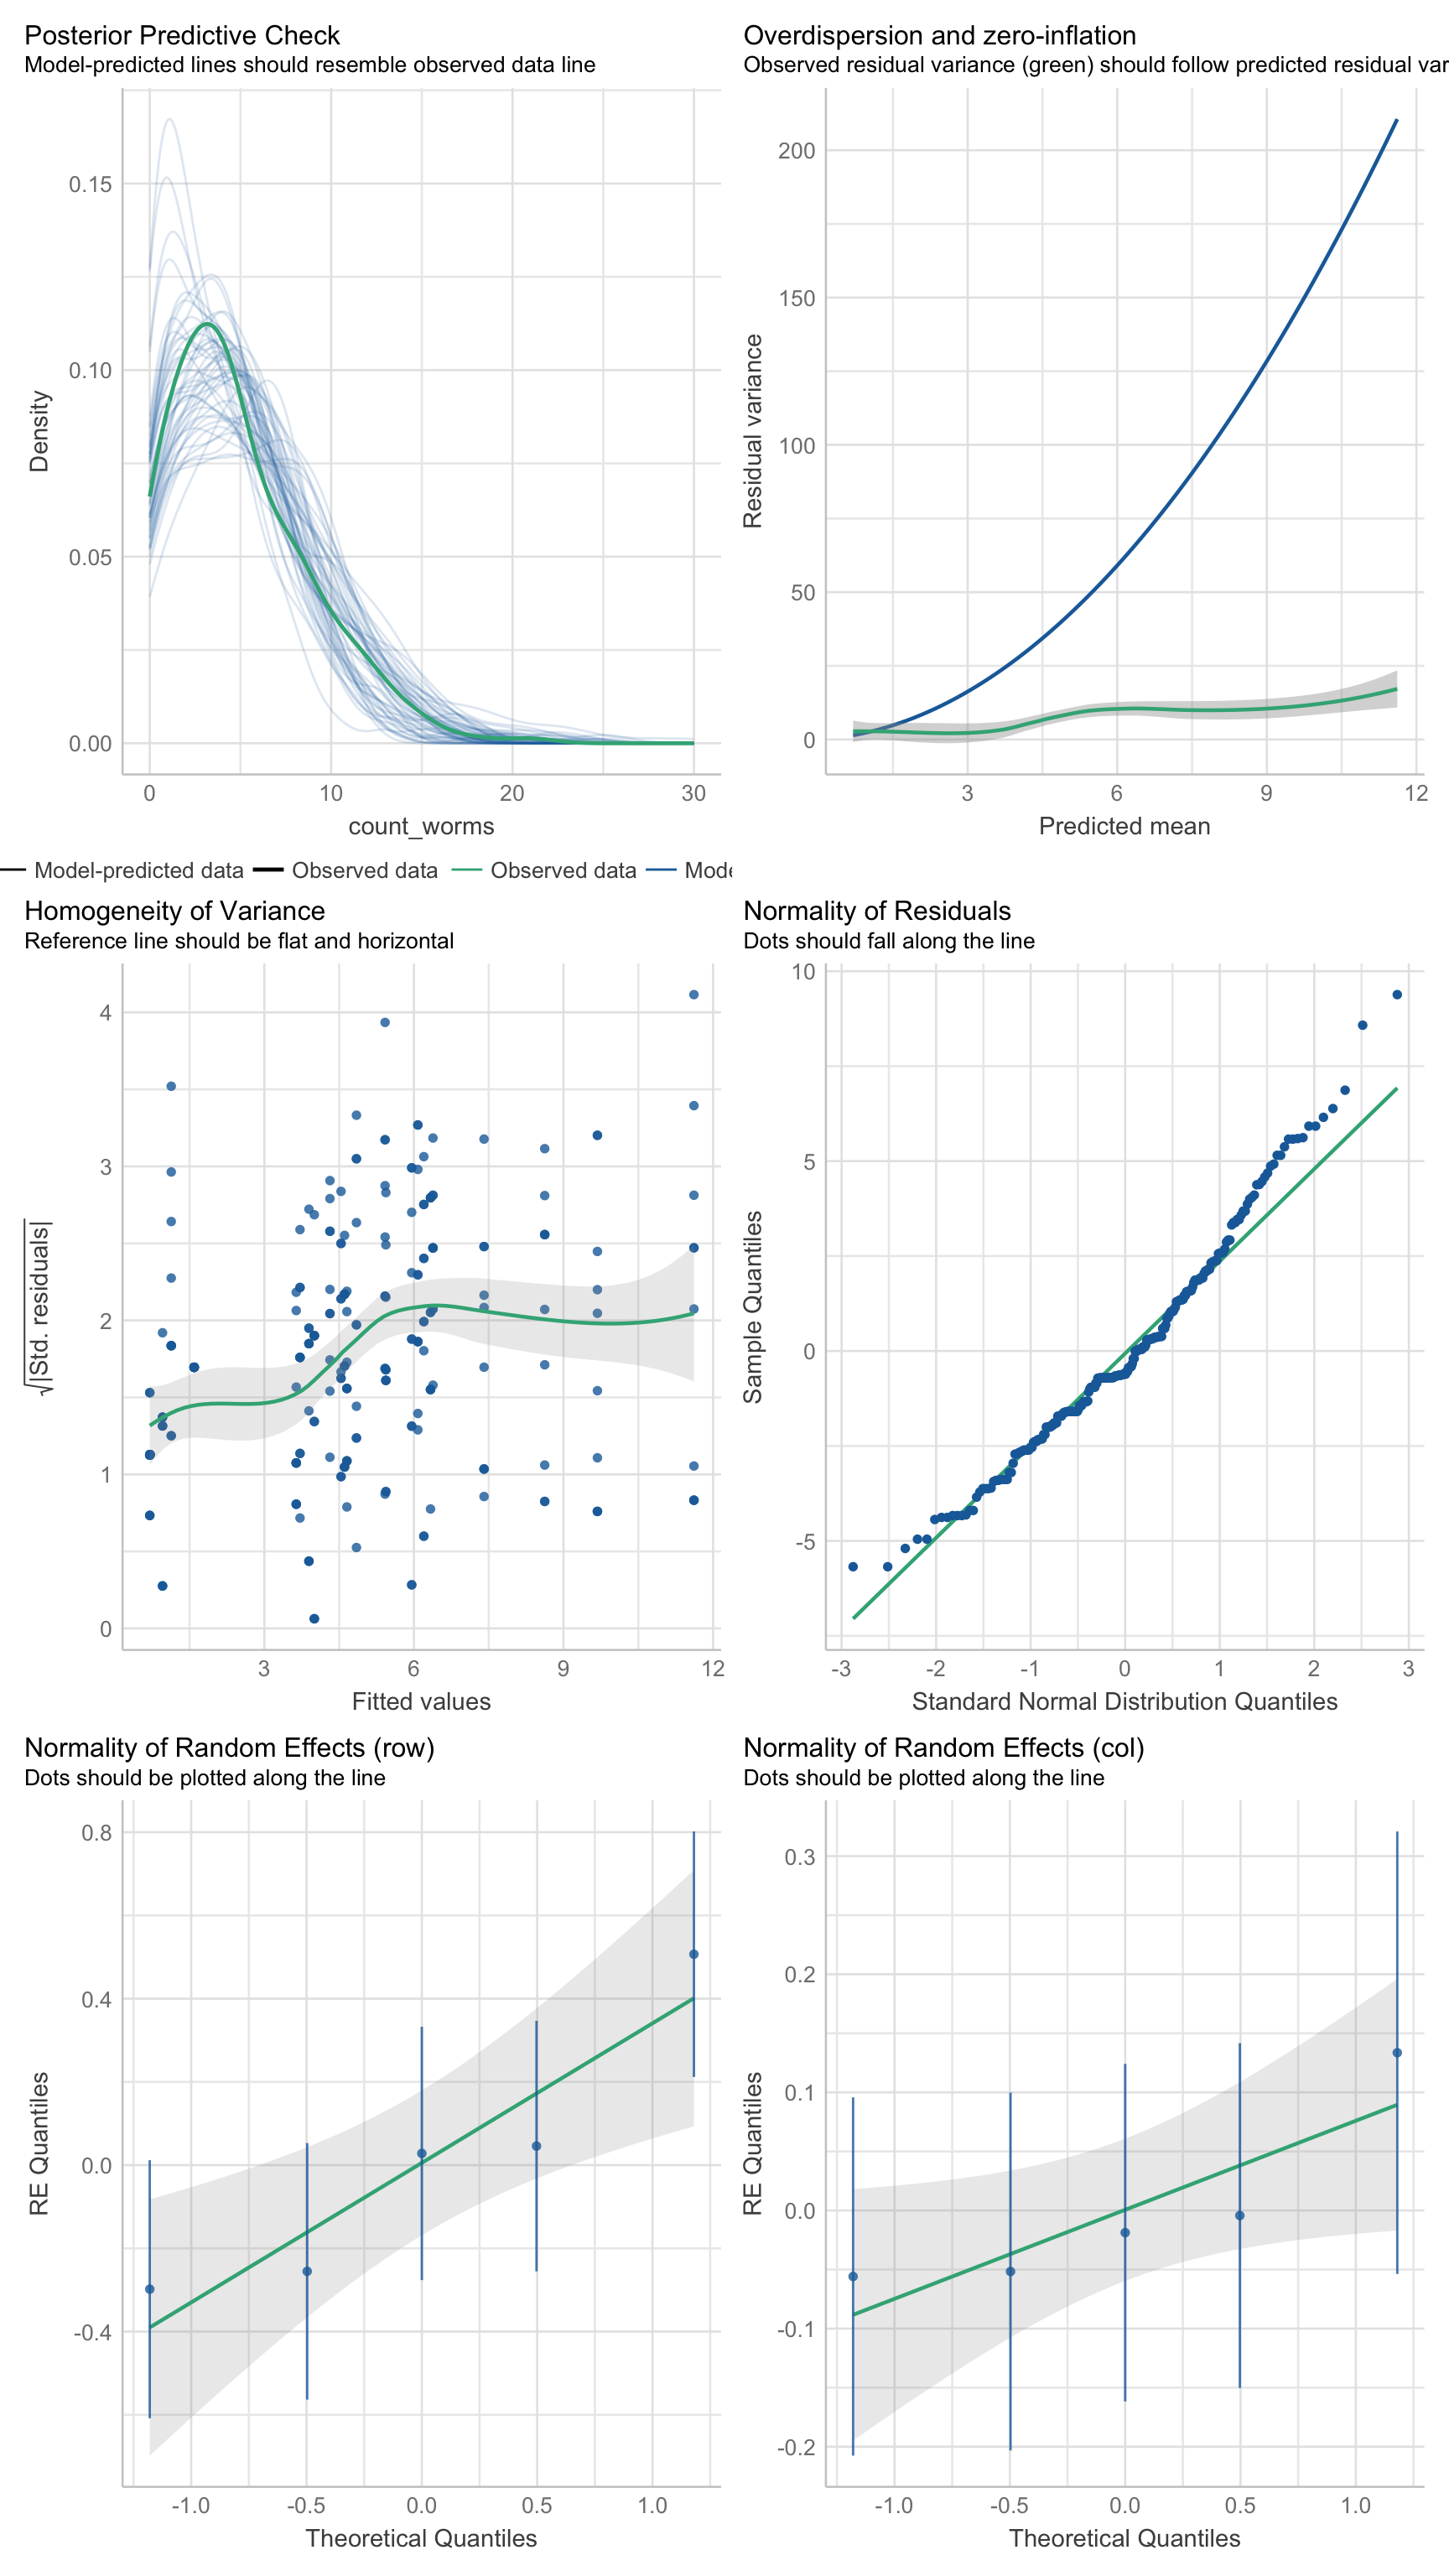 Posterior Predictive Check
Model-predicted lines should resemble observed data line
0.15
0.10
0.05
0.00
Density
0
10
20
30
count_worms
Model-predicted data
Observed data
Observed data
Overdispersion and zero-inflation
Observed residual variance (green) should follow predicted residual
200
150
100
50
0
Residual variance
3
6
9
12
Predicted mean
Homogeneity of Variance
Reference line should be flat and horizontal
4
3
2
1
0
√|Std. residuals|
3
6
9
12
Fitted values
Normality of Residuals
Dots should fall along the line
10
5
0
-5
Sample Quantiles
-3
-2
-1
0
1
2
3
Standard Normal Distribution Quantiles
Normality of Random Effects (row)
Dots should be plotted along the line
0.8
0.4
0.0
-0.4
RE Quantiles
-1.0
-0.5
0.0
0.5
1.0
Theoretical Quantiles
Normality of Random Effects (col)
Dots should be plotted along the line
0.3
0.2
0.1
0.0
-0.1
-0.2
RE Quantiles
-1.0
-0.5
0.0
0.5
1.0
Theoretical Quantiles